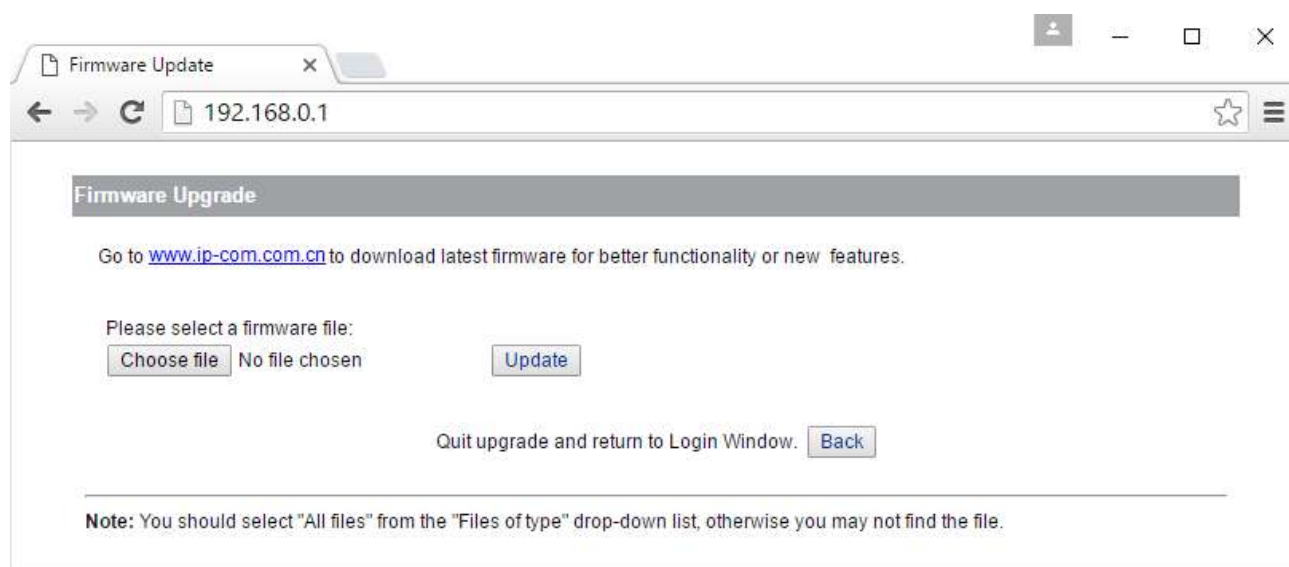 Firmware Update
192.168.0.1
Firmware Upgrade
Go to www.ip-com.com.cn to download latest firmware for better functionality or new features.
Please select a firmware file:
Choose file No file chosen Update
Quit upgrade and return to Login Window. Back
Note: You should select "All files" from the "Files of type" drop-down list, otherwise you may not find the file.